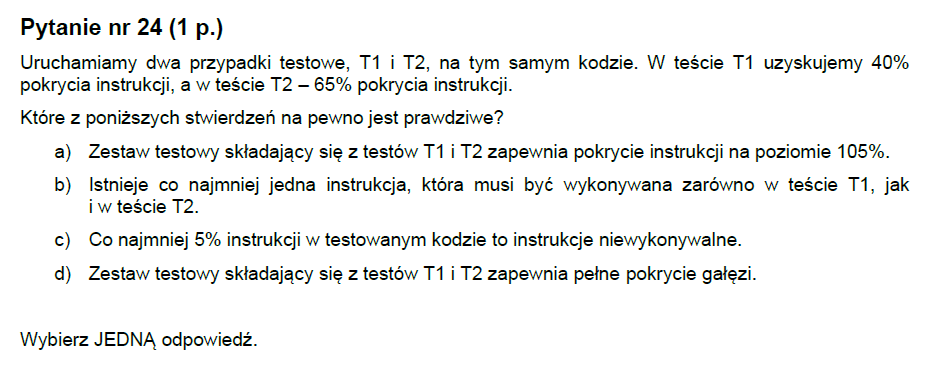 Pytanie nr 24 (1 p.)
Uruchamiamy dwa przypadki testowe, T1 i T2, na tym samym kodzie. W teście T1 uzyskujemy 40%
pokrycia instrukcji, a w teście T2 – 65% pokrycia instrukcji.
Które z poniższych stwierdzeń na pewno jest prawdziwe?
a) Zestaw testowy składający się z testów T1 i T2 zapewnia pokrycie instrukcji na poziomie 105%.
b) Istnieje co najmniej jedna instrukcja, która musi być wykonywana zarówno w teście T1, jak
i w teście T2.
c) Co najmniej 5% instrukcji w testowanym kodzie to instrukcje niewykonywalne.
d) Zestaw testowy składający się z testów T1 i T2 zapewnia pełne pokrycie gałęzi.
Wybierz JEDNĄ odpowiedź.